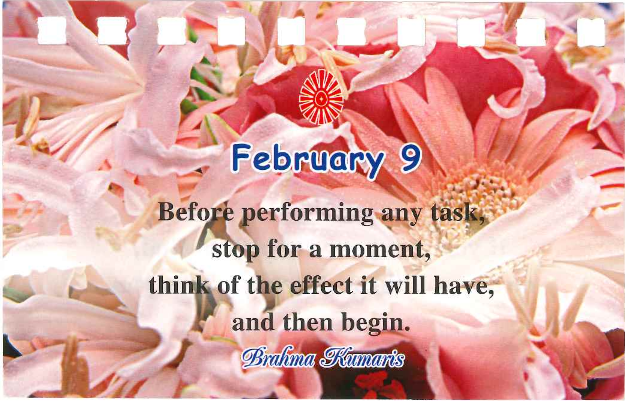 February 9
Before performing any task,
stop for a moment,
think of the effect it will have,
and then begin.
Brahma Kumaris